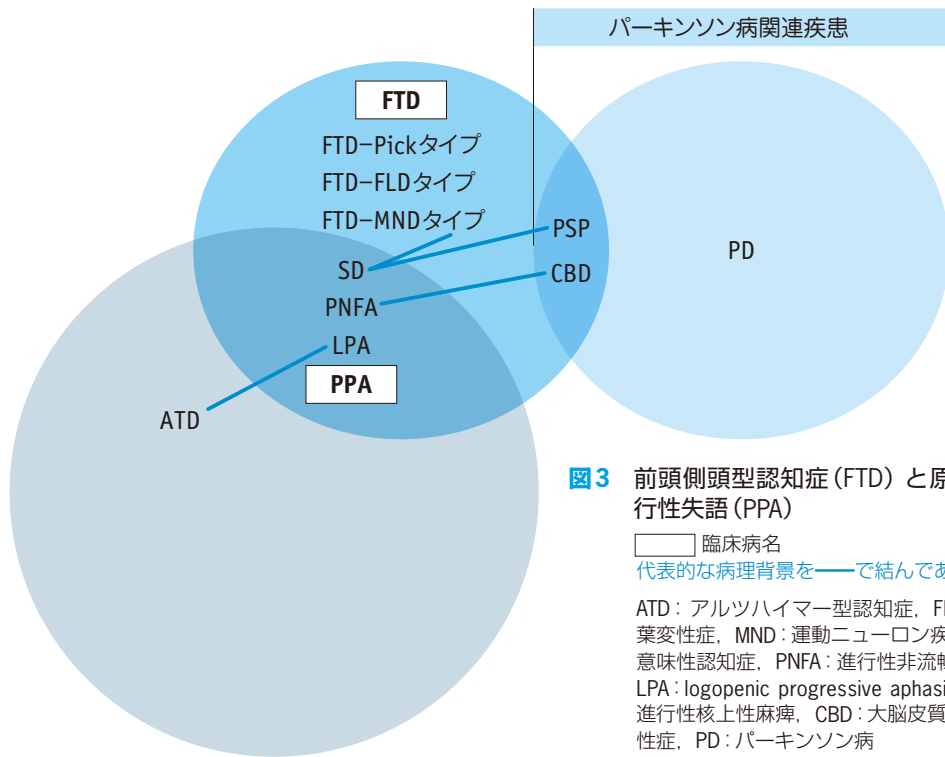 パーキンソン病関連疾患
FTD
FTD-Pickタイプ
FTD-FLDタイプ
FTD-MNDタイプ
PSP
PD
SD
CBD
PNFA
LPA
PPA
ATD
図3 前頭側頭型認知症(FTD)と原
行性失語(PPA)
臨床病名
代表的な病理背景を――で結んであ
ATD：アルツハイマー型認知症，F
葉変性症，MND：運動ニューロン疾
意味性認知症，PNFA：進行性非流暢
LPA：logopenic progressive aphasi
進行性核上性麻痺，CBD：大脳皮質
性症，PD：パーキンソン病